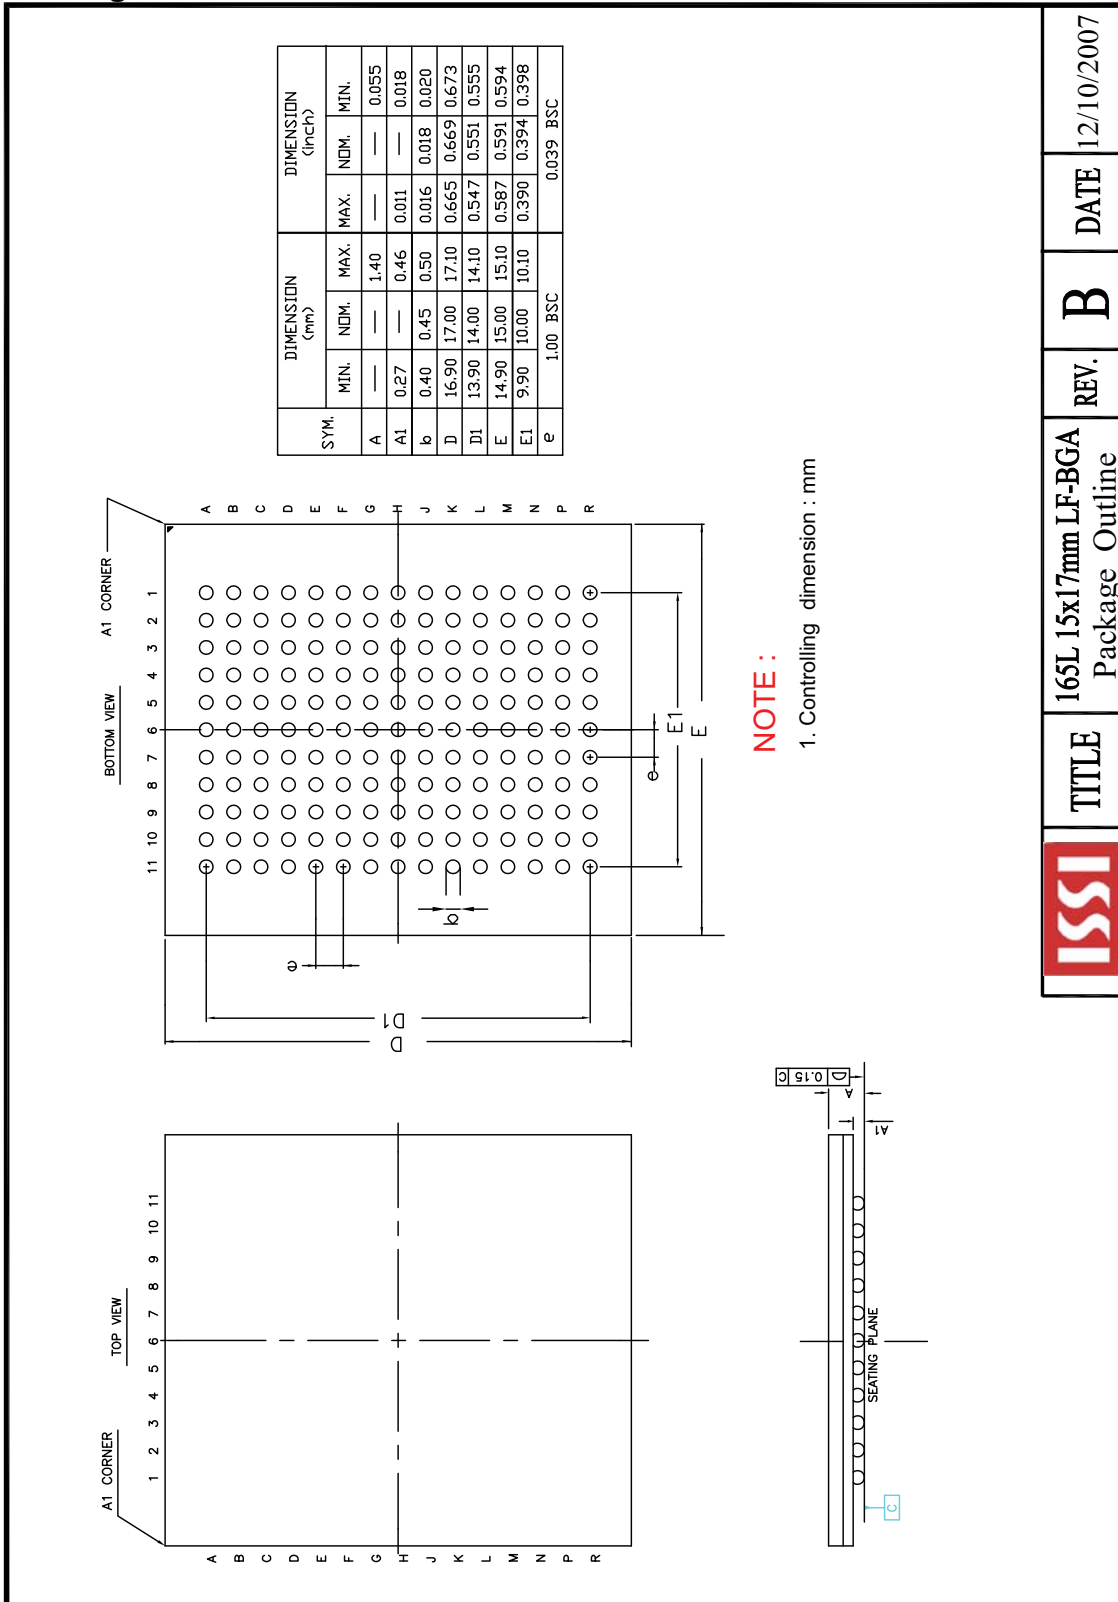 TOP VIEW
A1 CORNER
1 2 3 4 5 6 7 8 9 10 11
A
B
C
D
E
F
G
H
J
K
L
M
N
P
R
BOTTOM VIEW
A1 CORNER
11 10 9 8 7 6 5 4 3 2 1
A
B
C
D
E
F
G
H
J
K
L
M
N
P
R
e
b
D1
D
e
E1
E
SYM. DIMENSION (mm) DIMENSION (inch)
MIN. NOM. MAX. MAX. NOM. MIN.
A — — 1.40 — — 0.055
A1 0.27 — 0.46 0.011 — 0.018
b 0.40 0.45 0.50 0.016 0.018 0.020
D 16.90 17.00 17.10 0.665 0.669 0.673
D1 13.90 14.00 14.10 0.547 0.551 0.555
E 14.90 15.00 15.10 0.587 0.591 0.594
E1 9.90 10.00 10.10 0.390 0.394 0.398
e 1.00 BSC 0.039 BSC
C
SEATING PLANE
A1
A
D 0.15 C
NOTE :
1. Controlling dimension : mm
ISSI
TITLE
165L 15x17mm LF-BGA
Package Outline
REV.
B
DATE
12/10/2007